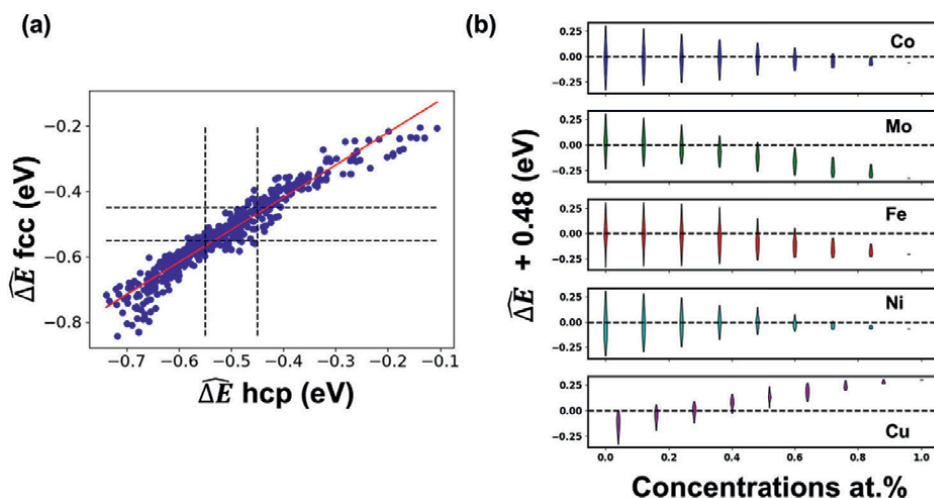 (a)
−0.2
−0.4
−0.6
−0.8
−0.7 −0.6 −0.5 −0.4 −0.3 −0.2 −0.1
ΔÊ fcc (eV)
ΔÊ hcp (eV)
(b)
ΔÊ + 0.48 (eV)
0.25
0.00
−0.25
Co
0.25
0.00
−0.25
Mo
0.25
0.00
−0.25
Fe
0.25
0.00
−0.25
Ni
0.25
0.00
−0.25
Cu
0.0 0.2 0.4 0.6 0.8 1.0
Concentrations at.%